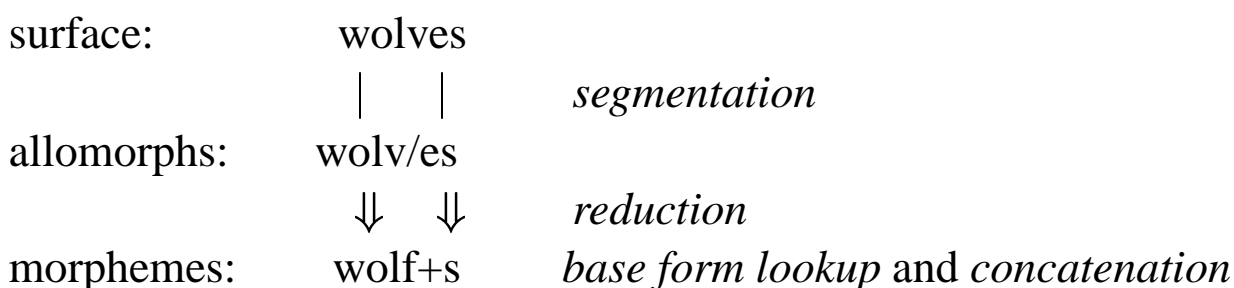 surface: wolves
segmentation
allomorphs: wolv/es
⇓ ⇓ reduction
morphemes: wolf+s base form lookup and concatenation